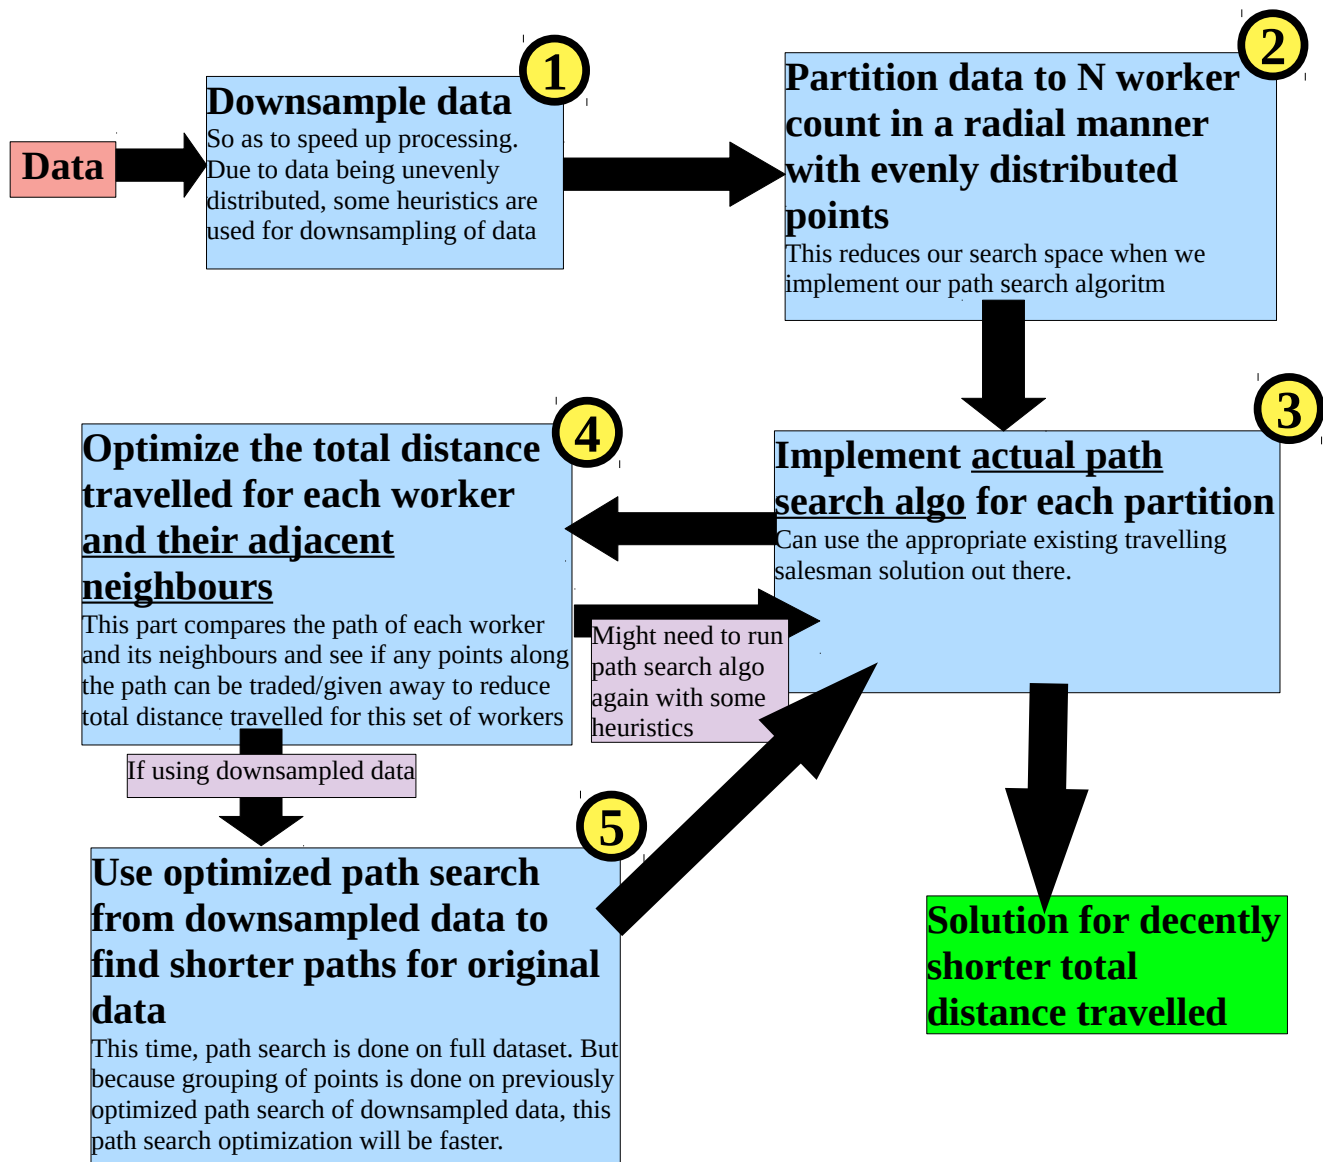 Data
1
Downsample data
So as to speed up processing.
Due to data being unevenly
distributed, some heuristics are
used for downsampling of data
2
Partition data to N worker
count in a radial manner
with evenly distributed
points
This reduces our search space when we
implement our path search algoritm
3
Implement actual path
search algo for each partition
Can use the appropriate existing travelling
salesman solution out there.
4
Optimize the total distance
travelled for each worker
and their adjacent
neighbours
This part compares the path of each worker
and its neighbours and see if any points along
the path can be traded/given away to reduce
total distance travelled for this set of workers
Might need to run
path search algo
again with some
heuristics
If using downsampled data
5
Use optimized path search
from downsampled data to
find shorter paths for original
data
This time, path search is done on full dataset. But
because grouping of points is done on previously
optimized path search of downsampled data, this
path search optimization will be faster.
Solution for decently
shorter total
distance travelled